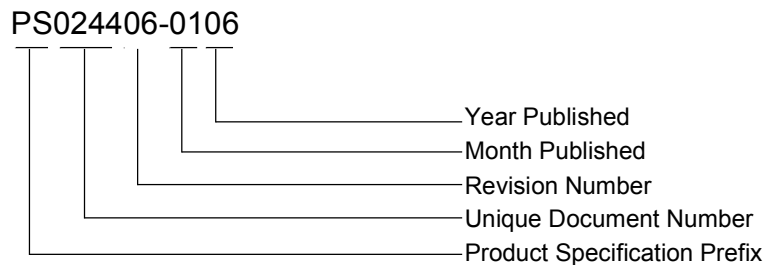 PS024406-0106
Year Published
Month Published
Revision Number
Unique Document Number
Product Specification Prefix